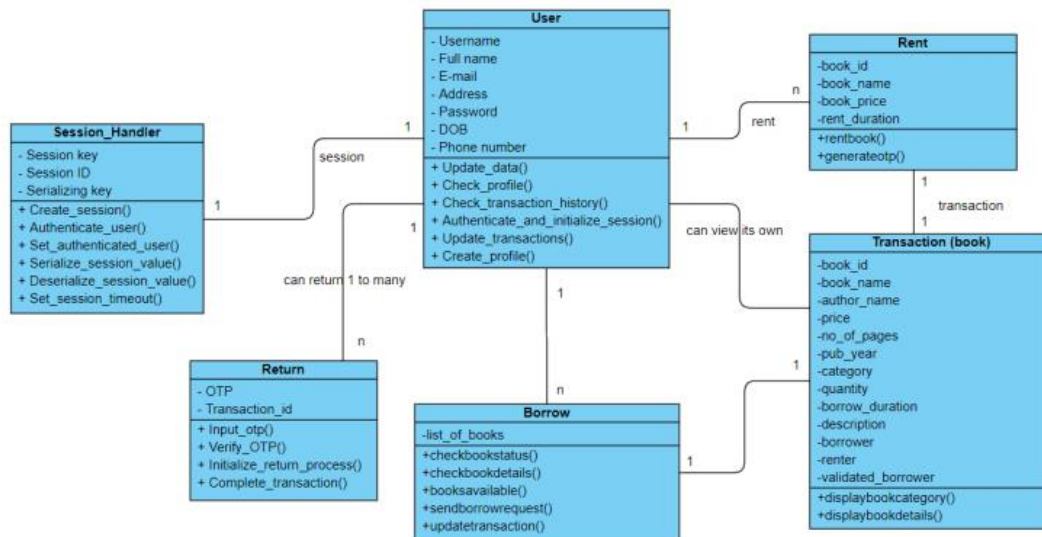 User
- Username
- Full name
- E-mail
- Address
- Password
- DOB
- Phone number
+ Update_data()
+ Check_profile()
+ Check_transaction_history()
+ Authenticate_and_initialize_session()
+ Update_transactions()
+ Create_profile()
Rent
-book_id
-book_name
-book_price
-rent_duration
+rentbook()
+generateotp()
n
1
rent
Session_Handler
- Session key
- Session ID
- Serializing key
+ Create_session()
+ Authenticate_user()
+ Set_authenticated_user()
+ Serialize_session_value()
+ Deserialize_session_value()
+ Set_session_timeout()
1
session
1
1
transaction
1
1
can return 1 to many
n
can view its own
Transaction (book)
-book_id
-book_name
-author_name
-price
-no_of_pages
-pub_year
-category
-quantity
-borrow_duration
-description
-borrower
-renter
-validated_borrower
+displaybookcategory()
+displaybookdetails()
1
n
1
1
Return
- OTP
- Transaction_id
+ Input_otp()
+ Verify_OTP()
+ Initialize_return_process()
+ Complete_transaction()
Borrow
-list_of_books
+checkbookstatus()
+checkbookdetails()
+booksavailable()
+sendborrowrequest()
+updatetransaction()